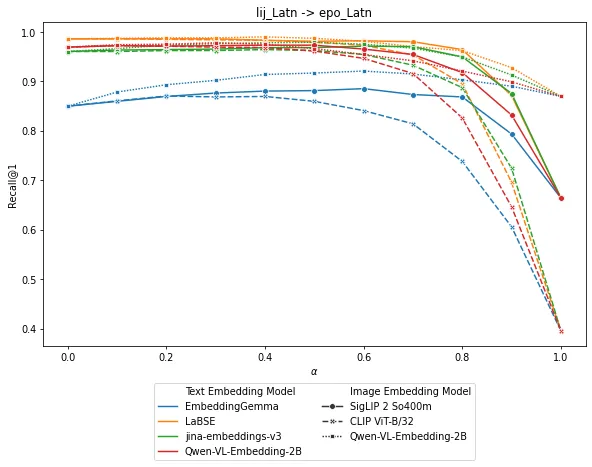 lij_Latn -> epo_Latn
Recall@1
1.0
0.9
0.8
0.7
0.6
0.5
0.4
0.0 0.2 0.4 0.6 0.8 1.0
α
Text Embedding Model
EmbeddingGemma
LaBSE
jina-embeddings-v3
Qwen-VL-Embedding-2B
Image Embedding Model
SigLIP 2 So400m
CLIP ViT-B/32
Qwen-VL-Embedding-2B